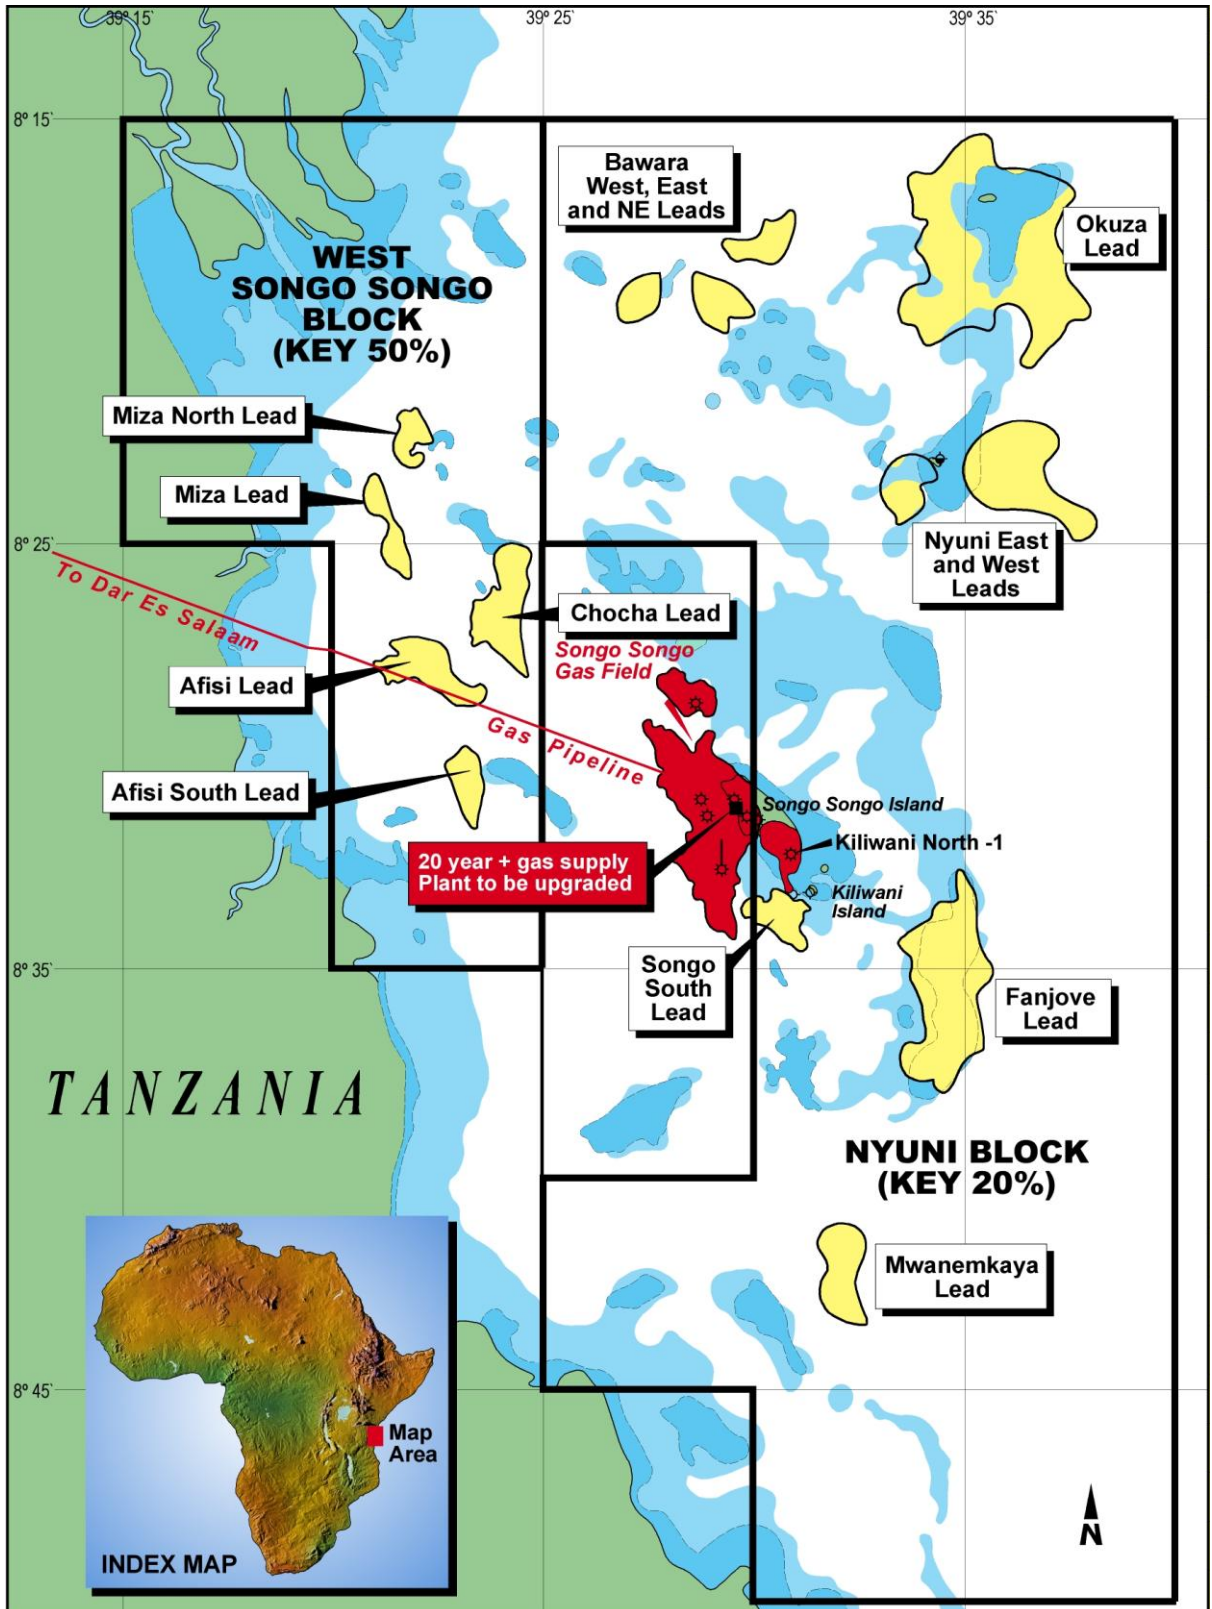 39° 15'
39° 25'
39° 35'
8° 15'
Bawara
West, East
and NE Leads
Okuza
Lead
WEST
SONGO SONGO
BLOCK
(KEY 50%)
Miza North Lead
Miza Lead
8° 25'
Nyuni East
and West
Leads
To Dar Es Salaam
Chocha Lead
Songo Songo
Gas Field
Afisi Lead
Gas Pipeline
Afisi South Lead
Songo Songo Island
Kiliwani North -1
20 year + gas supply
Plant to be upgraded
Kiliwani
Island
8° 35'
Songo
South
Lead
Fanjove
Lead
TANZANIA
NYUNI BLOCK
(KEY 20%)
Mwanemkaya
Lead
8° 45'
Map
Area
INDEX MAP
N